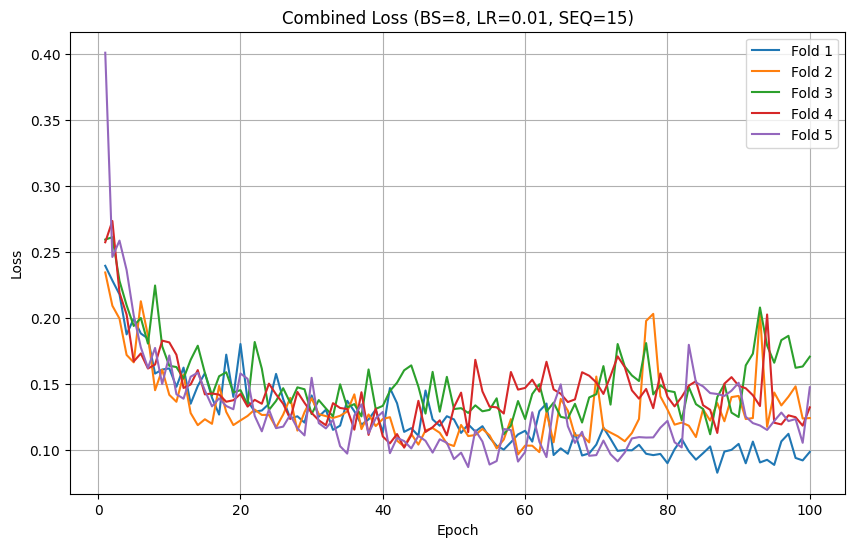 Combined Loss (BS=8, LR=0.01, SEQ=15)
0.40
0.35
0.30
0.25
0.20
0.15
0.10
Loss
Fold 1
Fold 2
Fold 3
Fold 4
Fold 5
0 20 40 60 80 100
Epoch